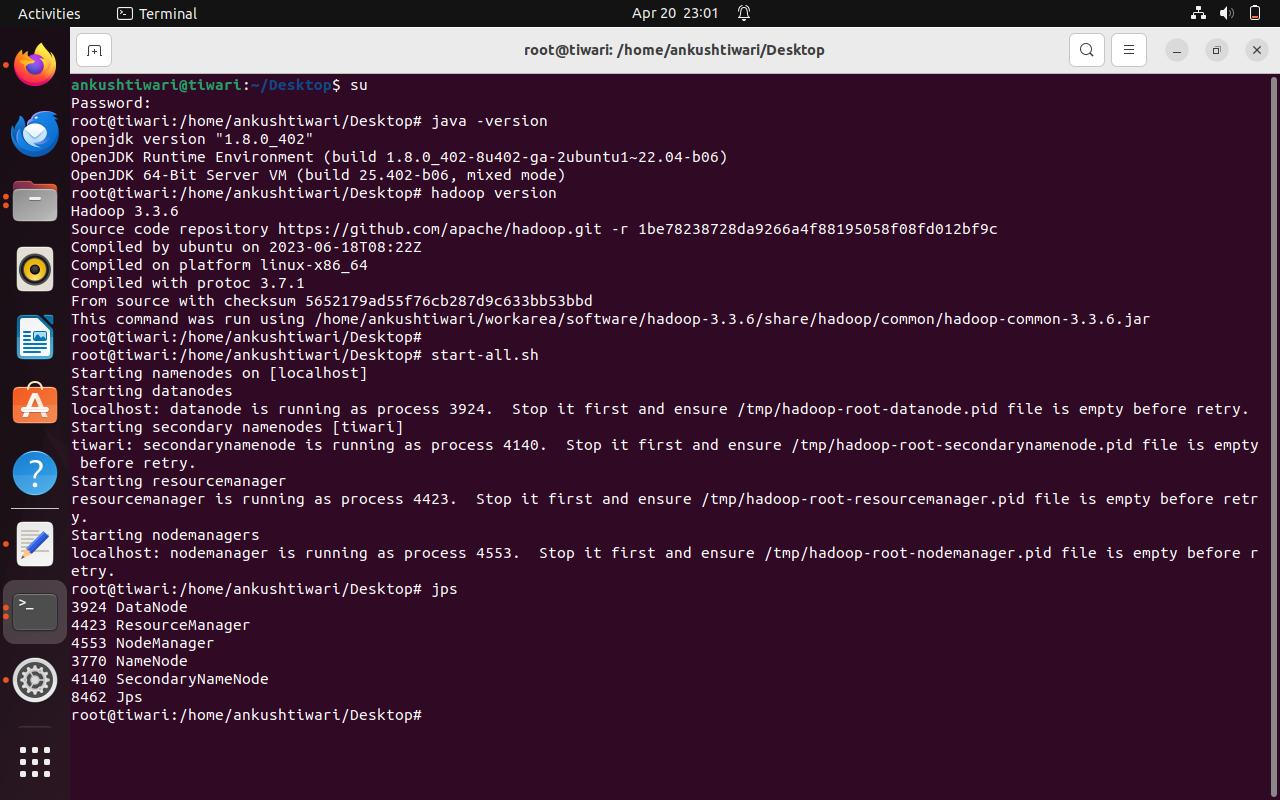 Activities
Terminal
Apr 20 23:01
root@tiwari: /home/ankushtiwari/Desktop
ankushtiwari@tiwari:~/Desktop$ su
Password:
root@tiwari:/home/ankushtiwari/Desktop# java -version
openjdk version "1.8.0_402"
OpenJDK Runtime Environment (build 1.8.0_402-8u402-ga-2ubuntu1~22.04-b06)
OpenJDK 64-Bit Server VM (build 25.402-b06, mixed mode)
root@tiwari:/home/ankushtiwari/Desktop# hadoop version
Hadoop 3.3.6
Source code repository https://github.com/apache/hadoop.git -r 1be78238728da9266a4f88195058f08fd012bf9c
Compiled by ubuntu on 2023-06-18T08:22Z
Compiled on platform linux-x86_64
Compiled with protoc 3.7.1
From source with checksum 5652179ad55f76cb287d9c633bb53bbd
This command was run using /home/ankushtiwari/workarea/software/hadoop-3.3.6/share/hadoop/common/hadoop-common-3.3.6.jar
root@tiwari:/home/ankushtiwari/Desktop#
root@tiwari:/home/ankushtiwari/Desktop# start-all.sh
Starting namenodes on [localhost]
Starting datanodes
localhost: datanode is running as process 3924.  Stop it first and ensure /tmp/hadoop-root-datanode.pid file is empty before retry.
Starting secondary namenodes [tiwari]
tiwari: secondarynamenode is running as process 4140.  Stop it first and ensure /tmp/hadoop-root-secondarynamenode.pid file is empty
 before retry.
Starting resourcemanager
resourcemanager is running as process 4423.  Stop it first and ensure /tmp/hadoop-root-resourcemanager.pid file is empty before retr
y.
Starting nodemanagers
localhost: nodemanager is running as process 4553.  Stop it first and ensure /tmp/hadoop-root-nodemanager.pid file is empty before r
etry.
root@tiwari:/home/ankushtiwari/Desktop# jps
3924 DataNode
4423 ResourceManager
4553 NodeManager
3770 NameNode
4140 SecondaryNameNode
8462 Jps
root@tiwari:/home/ankushtiwari/Desktop#